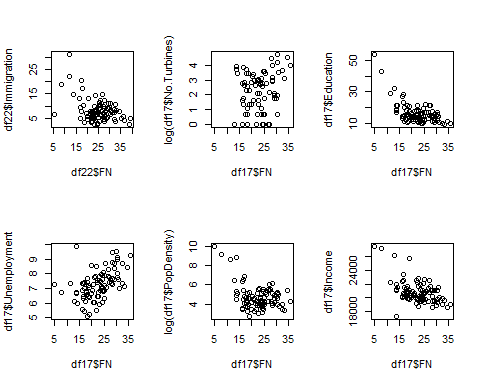 df22$Immigration
15 25
5
5 15 25 35
df22$FN
log(df17$No.Turbines)
0 1 2 3 4
5 15 25 35
df17$FN
df17$Education
10 30 50
5 15 25 35
df17$FN
df17$Unemployment
5 6 7 8 9
5 15 25 35
df17$FN
log(df17$PopDensity)
4 6 8 10
5 15 25 35
df17$FN
df17$Income
18000 24000
5 15 25 35
df17$FN